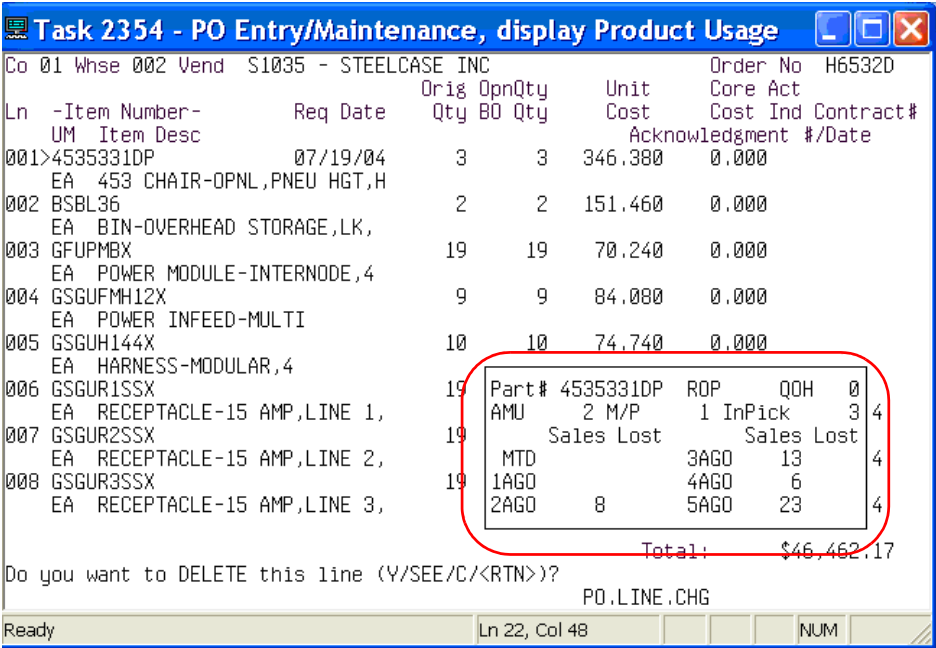 Task 2354 - PO Entry/Maintenance, display Product Usage
Co 01 Whse 002 Vend S1035 - STEELCASE INC Order No H6532D
Orig OpnQty Unit Core Act
Ln -Item Number- Req Date Qty BO Qty Cost Cost Ind Contract#
UM Item Desc Acknowledgment #/Date
001>4535331DP 07/19/04 3 3 346.380 0.000
EA 453 CHAIR-OPNL,PNEU HGT,H
002 BSBL36 2 2 151.460 0.000
EA BIN-OVERHEAD STORAGE,LK,
003 GFUPMBX 19 19 70.240 0.000
EA POWER MODULE-INTERNODE,4
004 GSGUFMH12X 9 9 84.080 0.000
EA POWER INFEED-MULTI
005 GSGUH144X 10 10 74.740 0.000
EA HARNESS-MODULAR,4
006 GSGUR1SSX 19 Part# 4535331DP ROP QOH 0
EA RECEPTACLE-15 AMP,LINE 1, AMU 2 M/P 1 InPick 3 4
007 GSGUR2SSX 19 Sales Lost Sales Lost
EA RECEPTACLE-15 AMP,LINE 2, MTD 3AGO 13 4
008 GSGUR3SSX 19 1AGO 4AGO 6
EA RECEPTACLE-15 AMP,LINE 3, 2AGO 8 5AGO 23 4
Total: $46,462.17
Do you want to DELETE this line (Y/SEE/C/<RTN>)?
PO.LINE.CHG
Ready Ln 22, Col 48 NUM